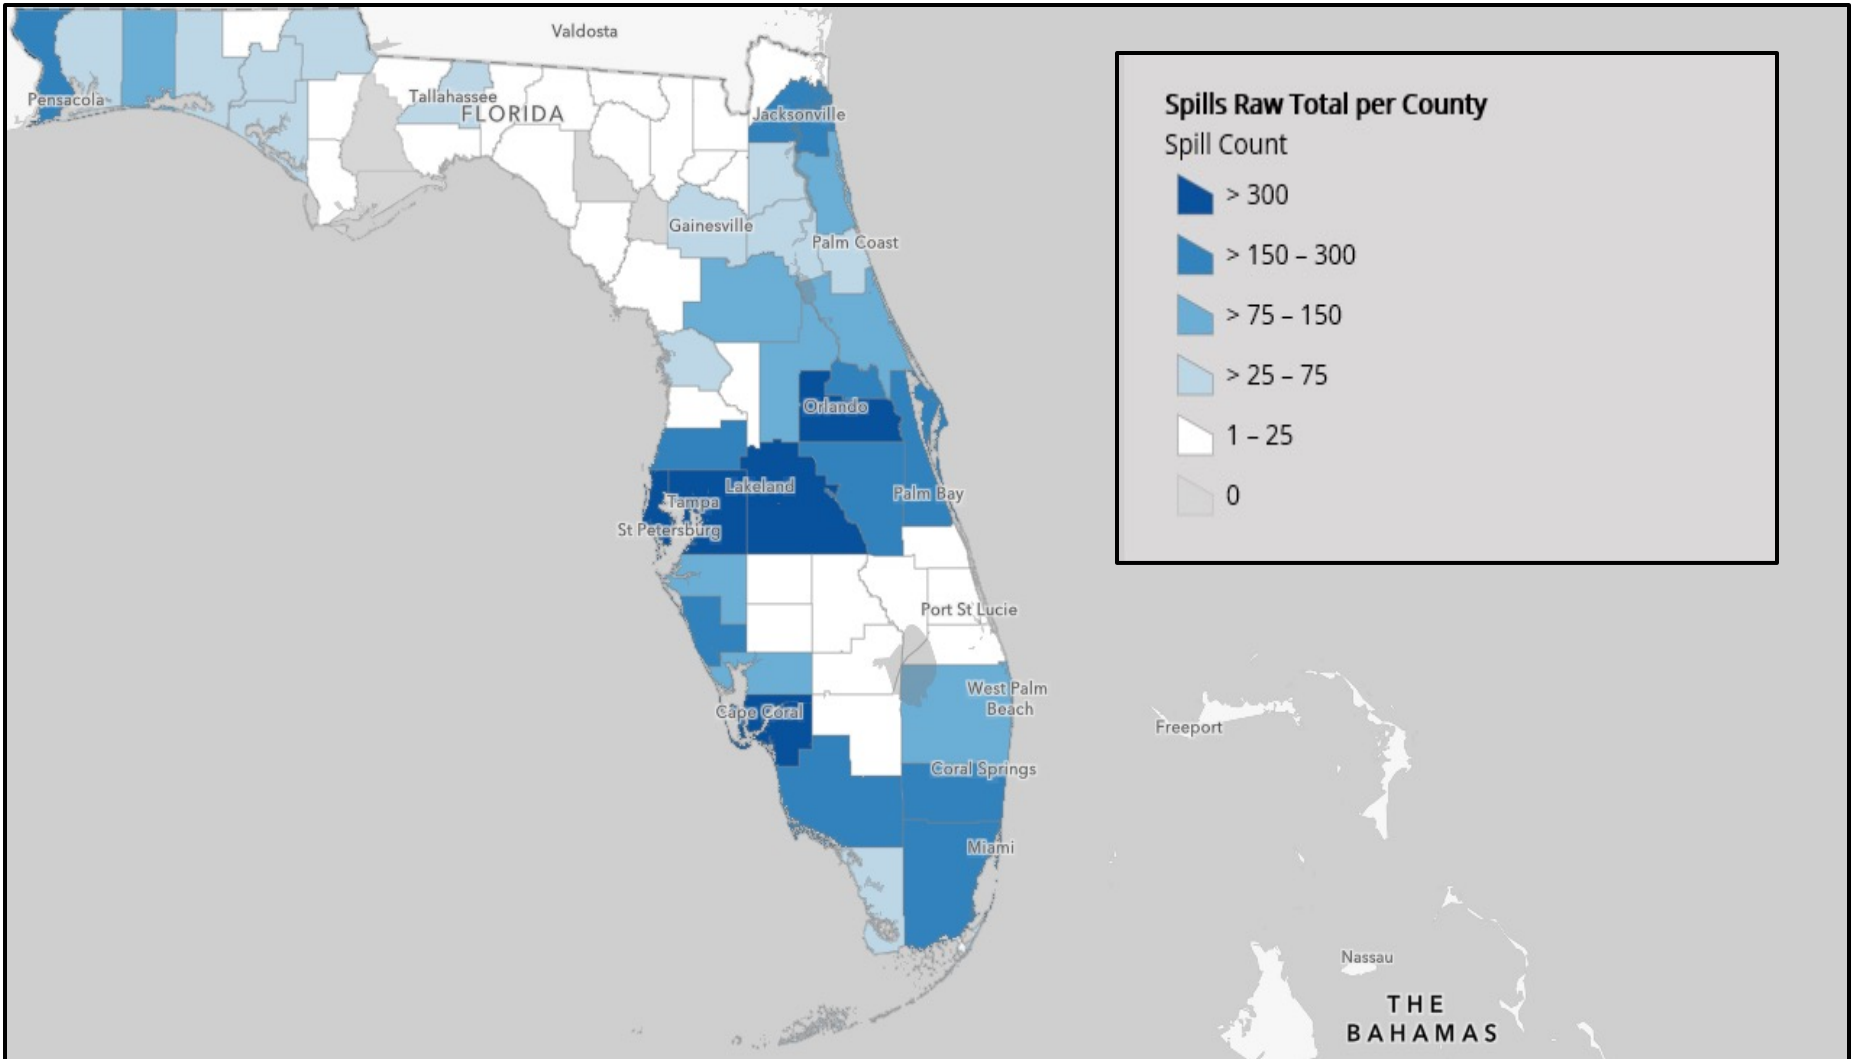 Valdosta
Pensacola
Tallahassee
FLORIDA
Jacksonville
Gainesville
Palm Coast
Orlando
Lakeland
Tampa
St Petersburg
Palm Bay
Port St Lucie
Cape Coral
West Palm
Beach
Coral Springs
Miami
Spills Raw Total per County
Spill Count
> 300
> 150 – 300
> 75 – 150
> 25 – 75
1 – 25
0
Freeport
Nassau
THE
BAHAMAS